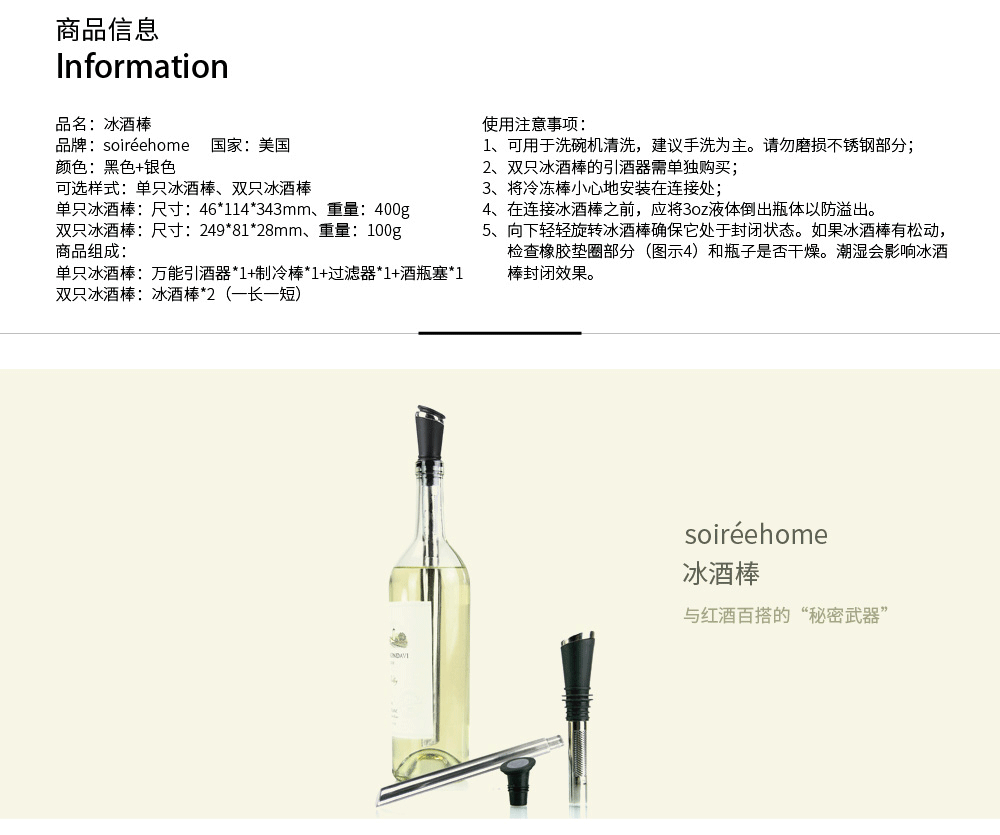 商品信息
Information
品名：冰酒棒
品牌：soiréehome 国家：美国
颜色：黑色+银色
可选样式：单只冰酒棒、双只冰酒棒
单只冰酒棒：尺寸：46*114*343mm、重量：400g
双只冰酒棒：尺寸：249*81*28mm、重量：100g
商品组成：
单只冰酒棒：万能引酒器*1+制冷棒*1+过滤器*1+酒瓶塞*1
双只冰酒棒：冰酒棒*2（一长一短）
使用注意事项：
1、可用于洗碗机清洗，建议手洗为主。请勿磨损不锈钢部分；
2、双只冰酒棒的引酒器需单独购买；
3、将冷冻棒小心地安装在连接处；
4、在连接冰酒棒之前，应将3oz液体倒出瓶体以防溢出。
5、向下轻轻旋转冰酒棒确保它处于封闭状态。如果冰酒棒有松动，
检查橡胶垫圈部分（图示4）和瓶子是否干燥。潮湿会影响冰酒
棒封闭效果。
soiréehome
冰酒棒
与红酒百搭的“秘密武器”